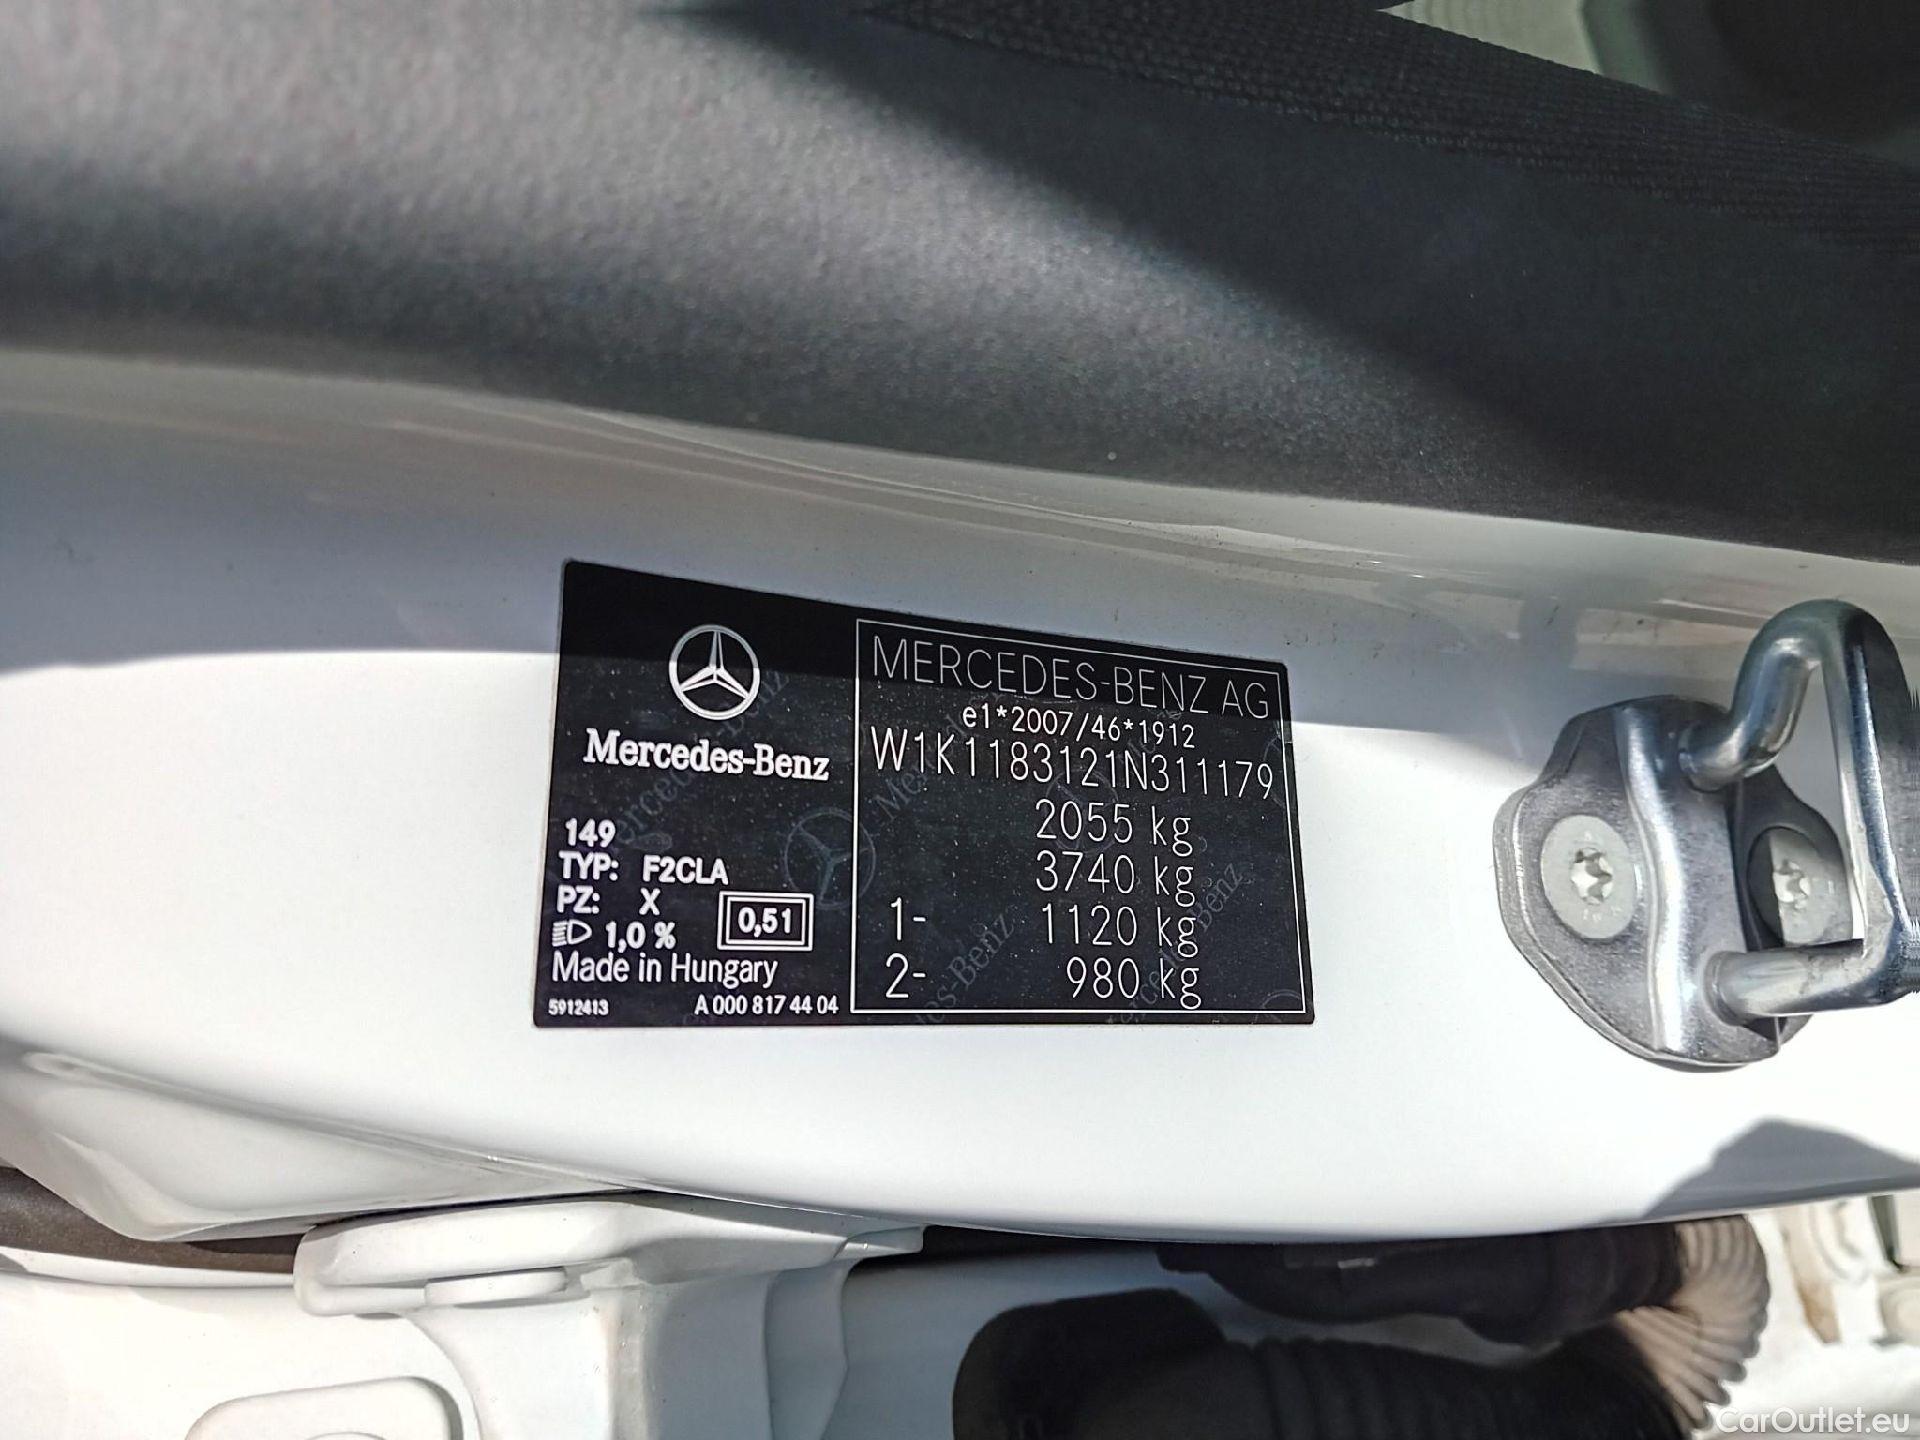 Mercedes-Benz
149
TYP: F2CLA
PZ: X
1,0 %
0,51
Made in Hungary
5912413 A 000 817 44 04
MERCEDES-BENZ AG
e1*2007/46*1912
W1K1183121N311179
2055 kg
3740 kg
1- 1120 kg
2- 980 kg
CarOutlet.eu